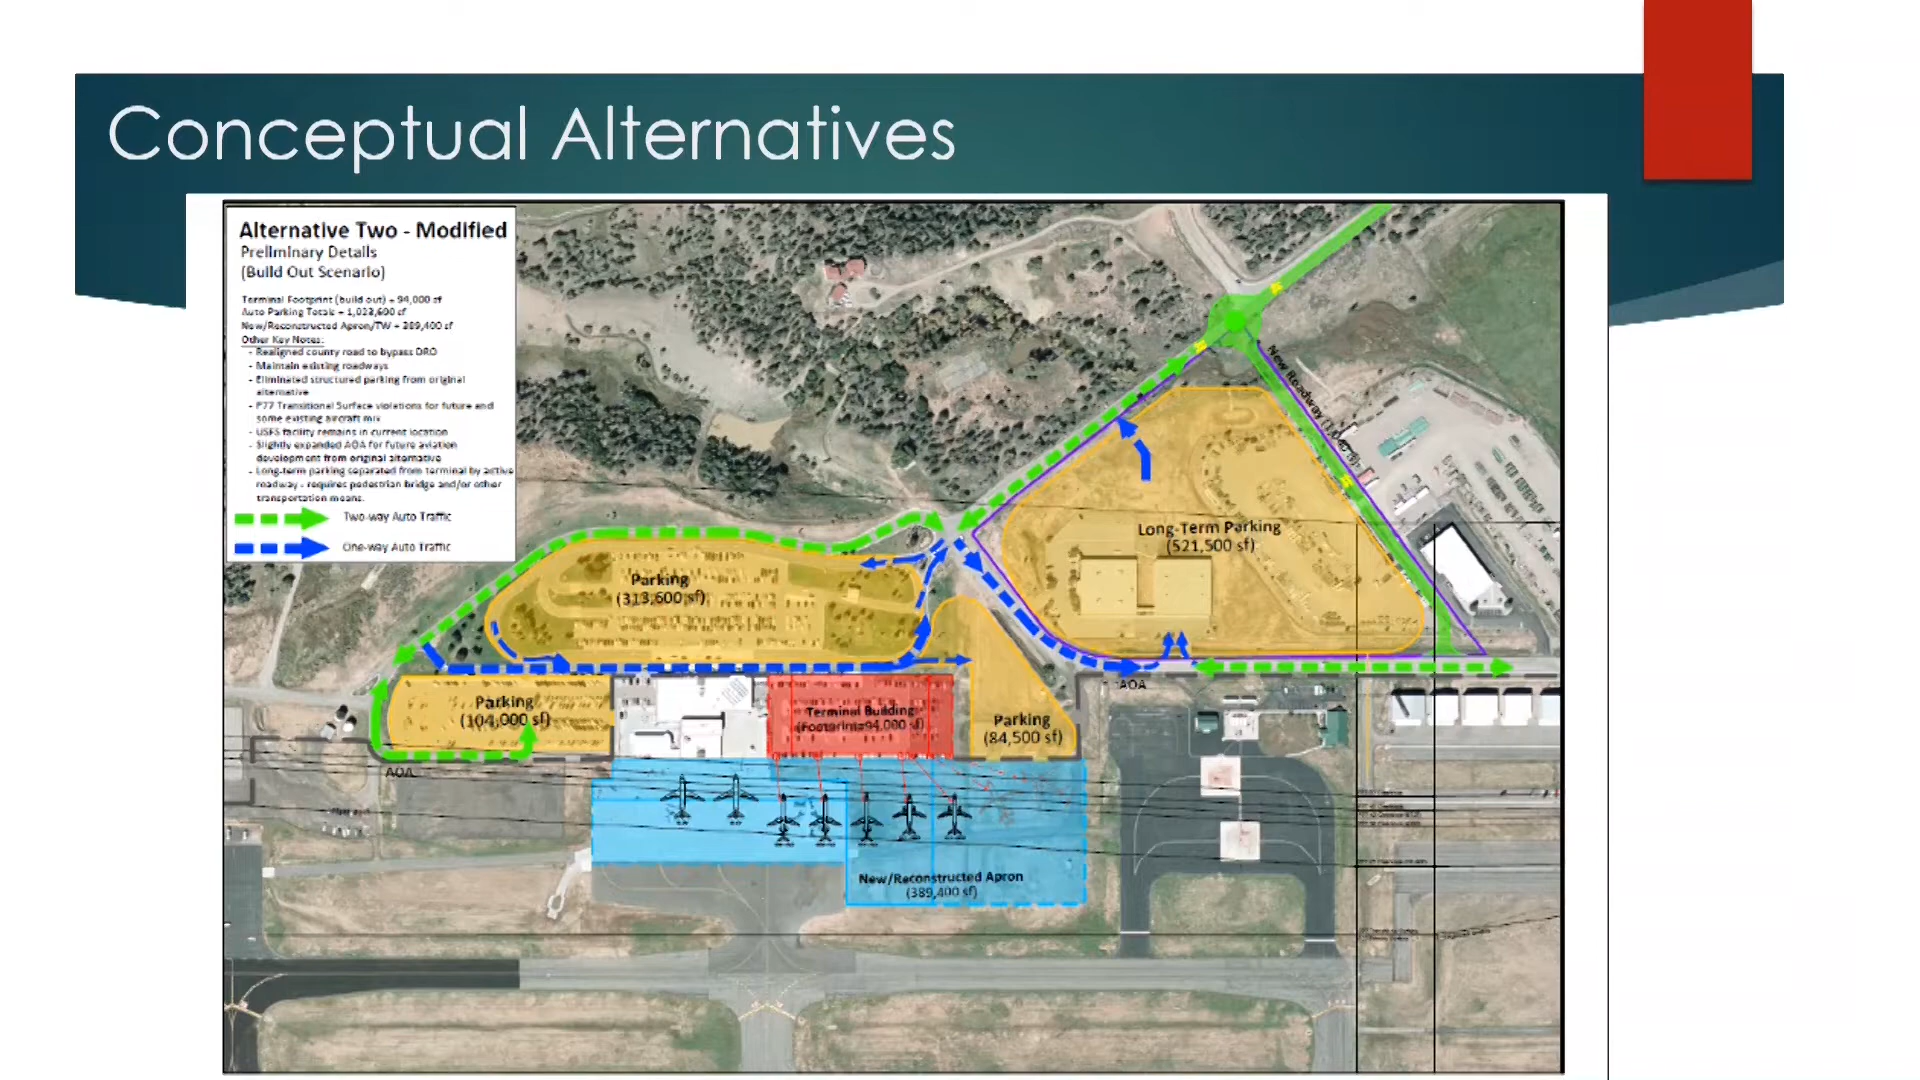 Conceptual Alternatives
Alternative Two - Modified
Preliminary Details
(Build Out Scenario)
Terminal Footprint (build out) = 94,000 sf
Auto Parking Totals = 1,023,600 sf
New/Reconstructed Apron/TW = 389,400 sf
Other Key Notes:
- Realigned county road to bypass DRO
- Maintain existing roadways
- Eliminated structured parking from original
alternative
- P77 Transitional Surface violations for future and
some existing aircraft mix
- USFS facility remains in current location
- Slightly expanded AOA for future aviation
development from original alternative
- Long-term parking separated from terminal by active
roadway - requires pedestrian bridge and/or other
transportation means.
Two-way Auto Traffic
One-way Auto Traffic
New Roadway
Long-Term Parking
(521,500 sf)
Parking
(313,600 sf)
Parking
(104,000 sf)
Terminal Building
(Footprint=94,000 sf)
Parking
(84,500 sf)
AOA
AOA
New/Reconstructed Apron
(389,400 sf)